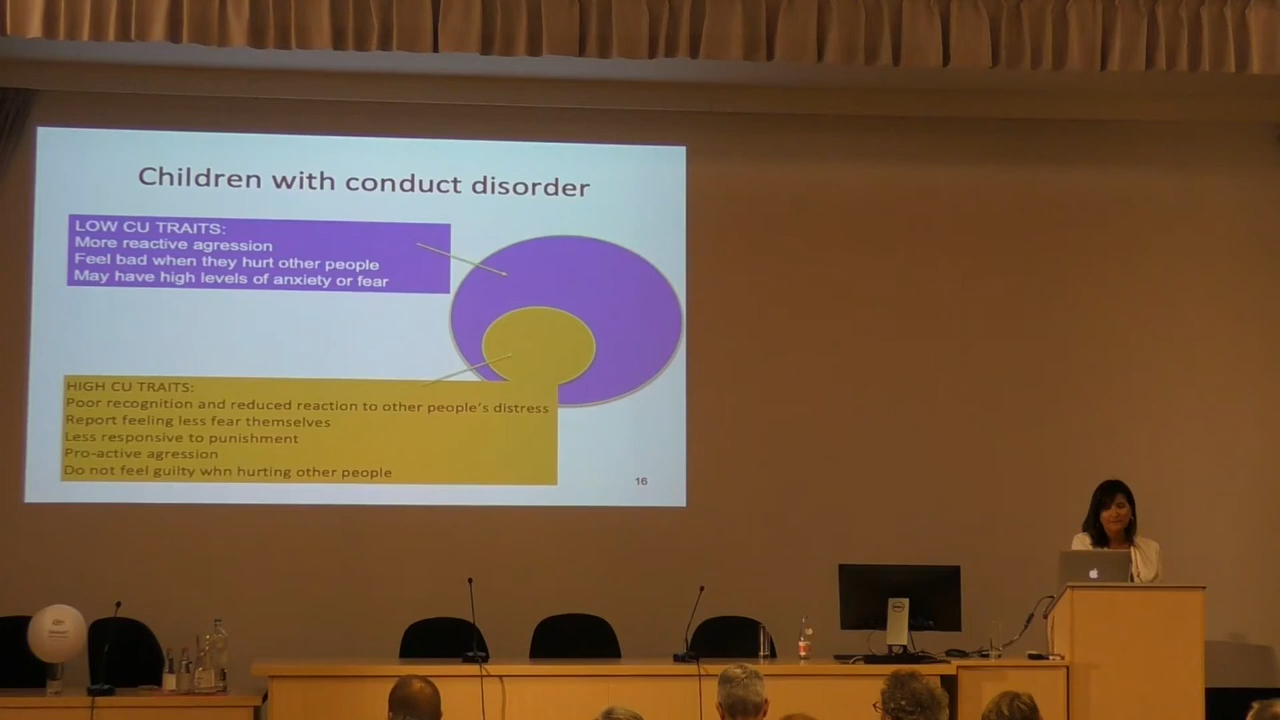 Children with conduct disorder
LOW CU TRAITS:
More reactive agression
Feel bad when they hurt other people
May have high levels of anxiety or fear
HIGH CU TRAITS:
Poor recognition and reduced reaction to other people's distress
Report feeling less fear themselves
Less responsive to punishment
Pro-active agression
Do not feel guilty whn hurting other people
16